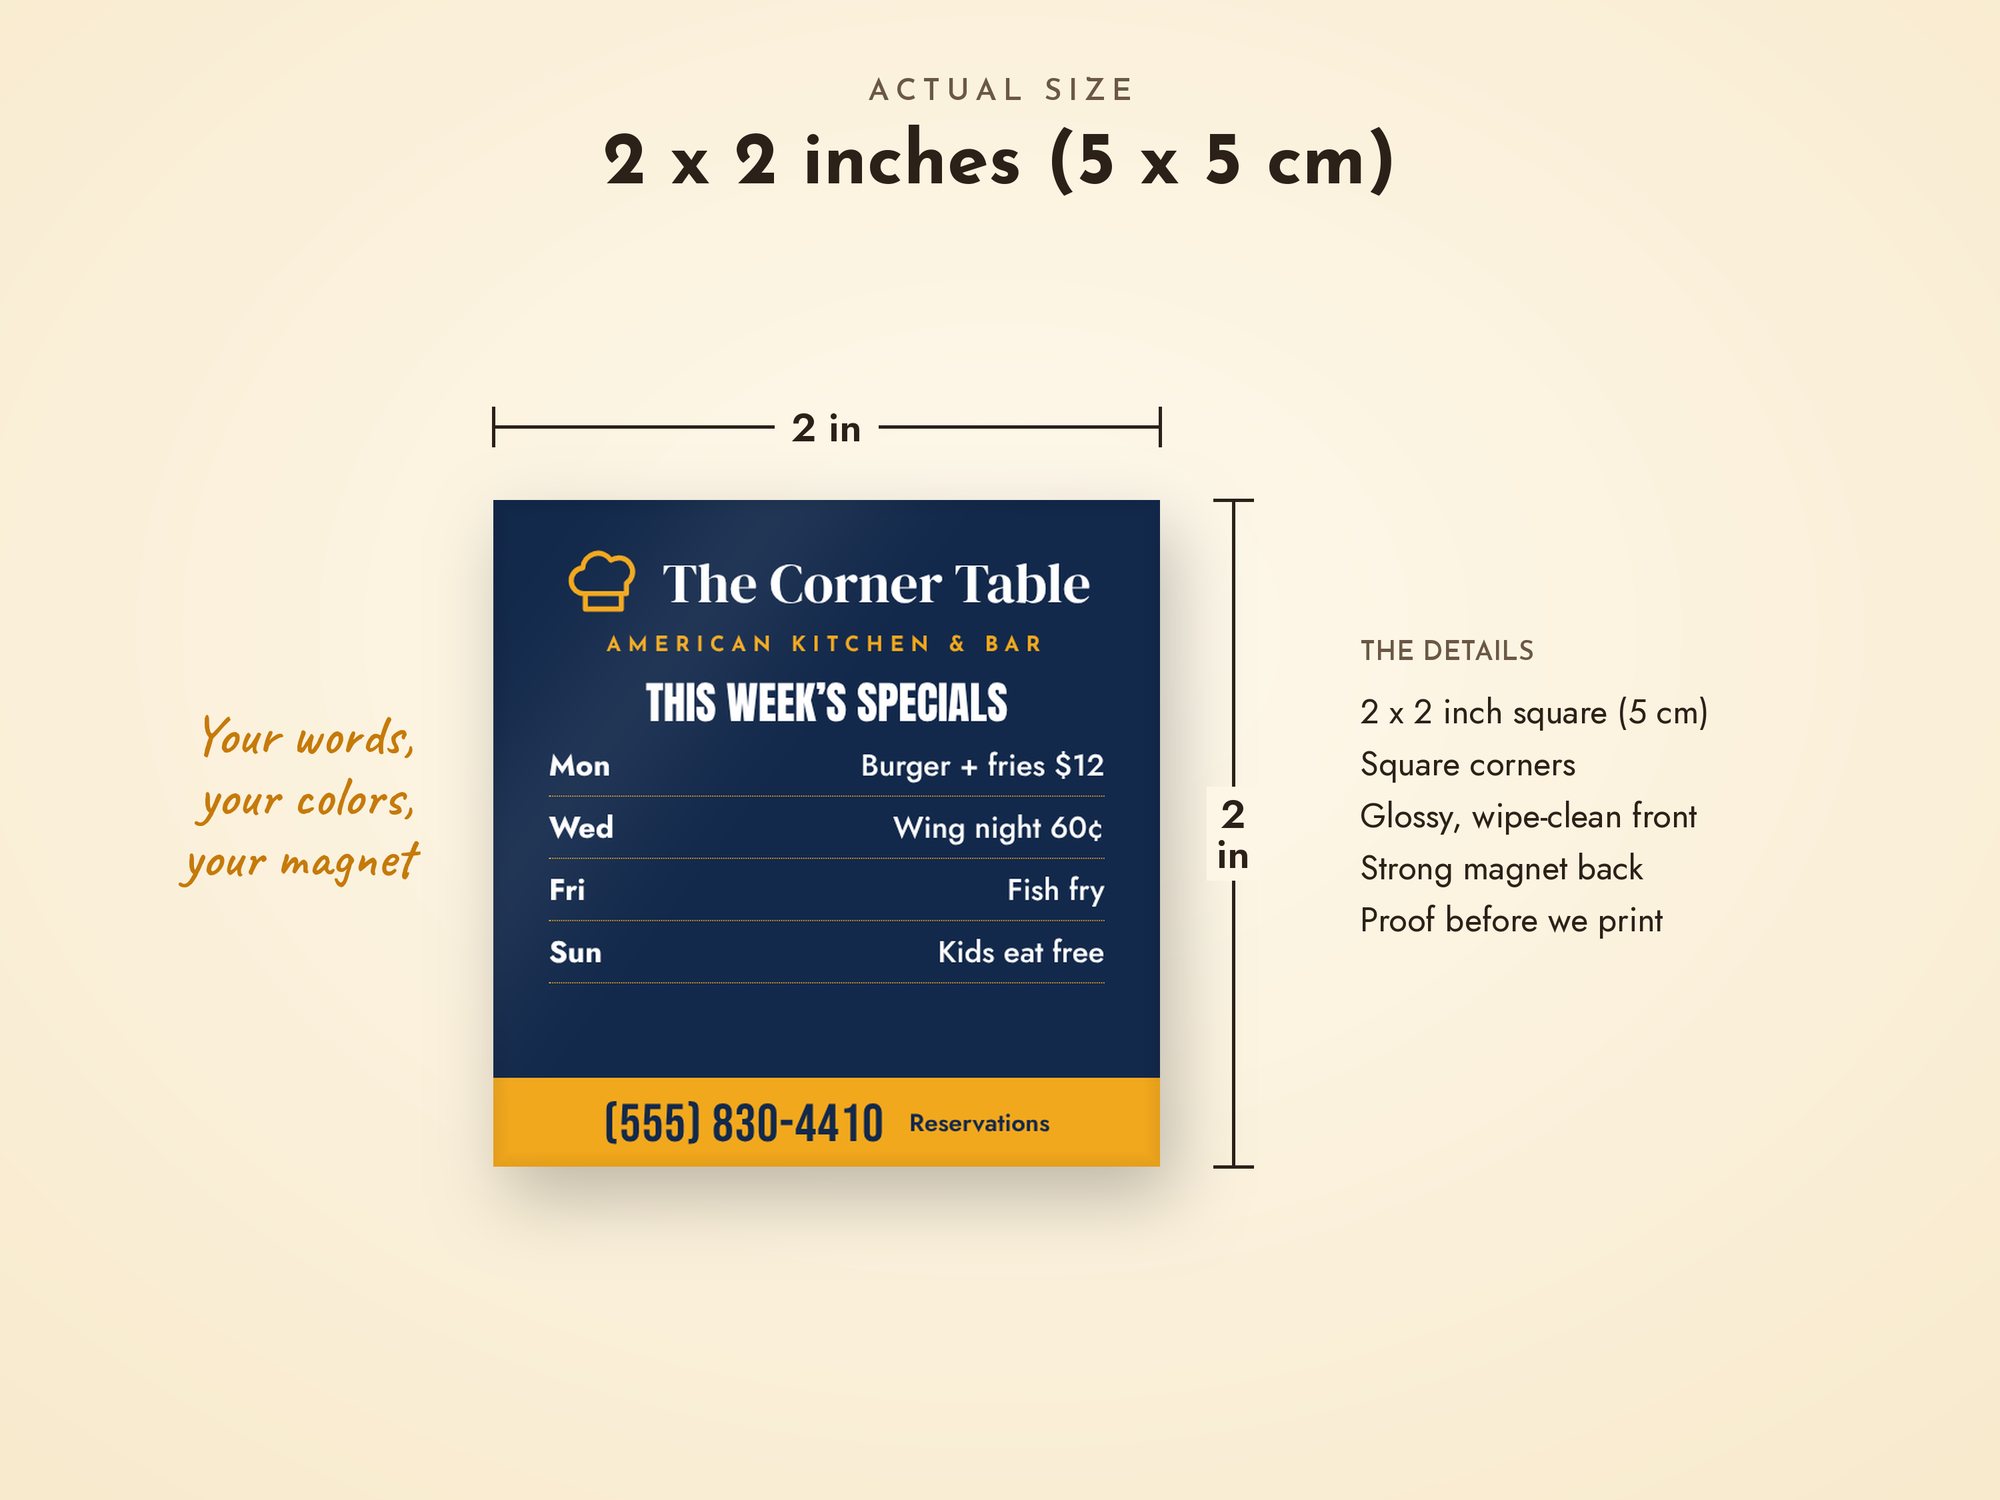 ACTUAL SIZE
2 x 2 inches (5 x 5 cm)
2 in
The Corner Table
AMERICAN KITCHEN & BAR
THIS WEEK’S SPECIALS
Mon Burger + fries $12
Wed Wing night 60¢
Fri Fish fry
Sun Kids eat free
(555) 830-4410 Reservations
2
in
Your words,
your colors,
your magnet
THE DETAILS
2 x 2 inch square (5 cm)
Square corners
Glossy, wipe-clean front
Strong magnet back
Proof before we print